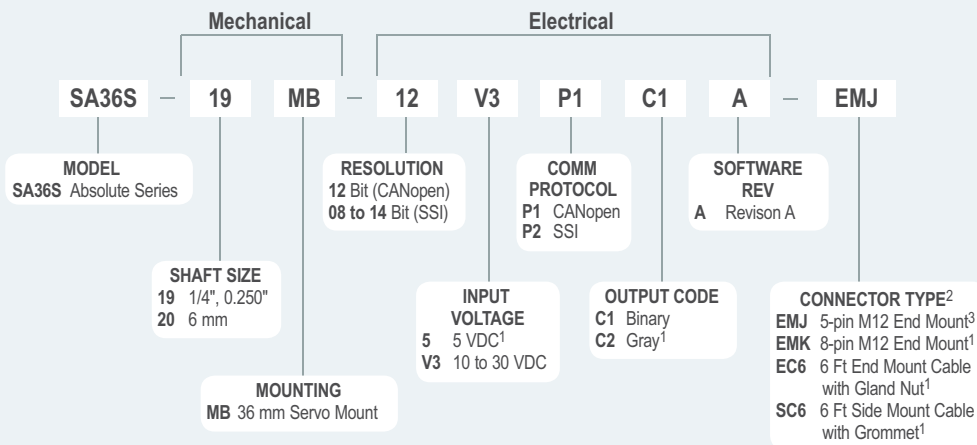 Mechanical
Electrical
SA36S – 19 MB – 12 V3 P1 C1 A – EMJ
MODEL
SA36S Absolute Series
RESOLUTION
12 Bit (CANopen)
08 to 14 Bit (SSI)
COMM
PROTOCOL
P1 CANopen
P2 SSI
SOFTWARE
REV
A Revison A
SHAFT SIZE
19 1/4", 0.250"
20 6 mm
INPUT
VOLTAGE
5 5 VDC1
V3 10 to 30 VDC
OUTPUT CODE
C1 Binary
C2 Gray1
CONNECTOR TYPE2
EMJ 5-pin M12 End Mount3
EMK 8-pin M12 End Mount1
EC6 6 Ft End Mount Cable
with Gland Nut1
SC6 6 Ft Side Mount Cable
with Grommet1
MOUNTING
MB 36 mm Servo Mount